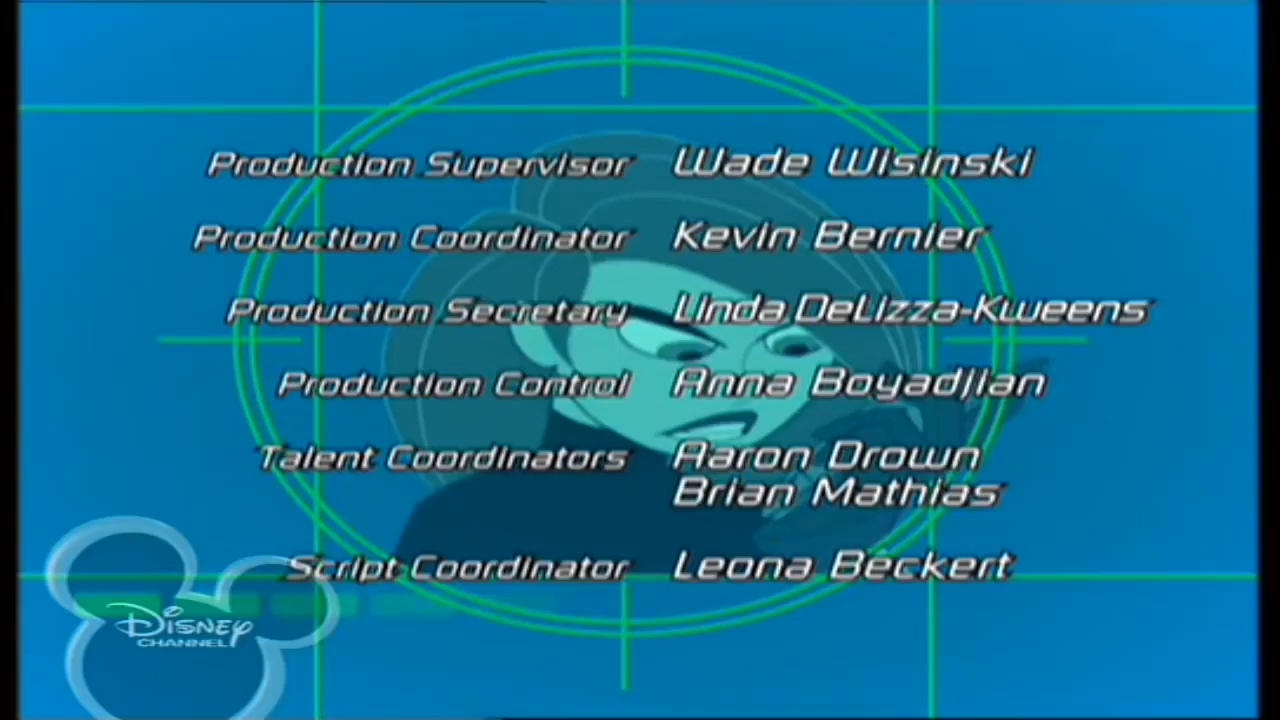 Production Supervisor Wade Wisinski
Production Coordinator Kevin Bernier
Production Secretary Linda DeLizza-Kweens
Production Control Anna Boyadjian
Talent Coordinators Aaron Drown
Brian Mathias
Script Coordinator Leona Beckert
Disney
CHANNEL